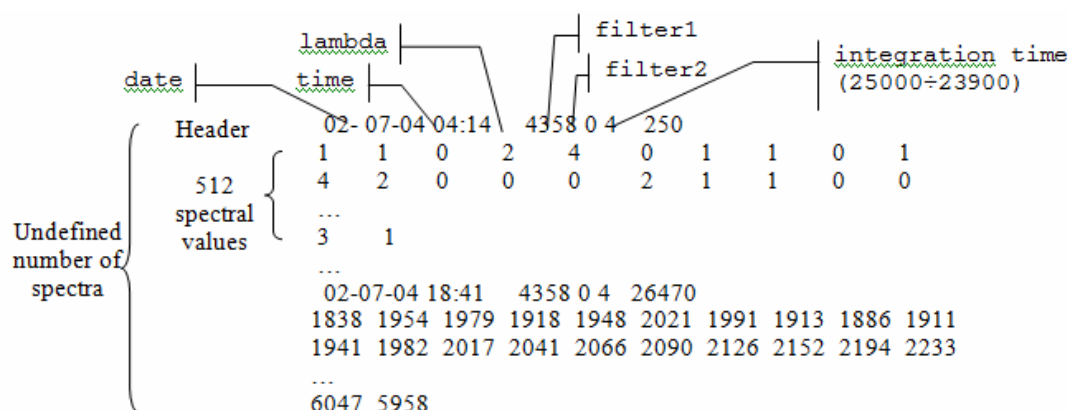 filter1
lambda
integration time
filter2
(25000÷23900)
date
time
Header
02- 07-04 04:14 4358 0 4 250
1 1 0 2 4 0 1 1 0 1
4 2 0 0 0 2 1 1 0 0
512
spectral
values
...
3 1
Undefined
number of
spectra
...
02-07-04 18:41 4358 0 4 26470
1838 1954 1979 1918 1948 2021 1991 1913 1886 1911
1941 1982 2017 2041 2066 2090 2126 2152 2194 2233
...
6047 5958